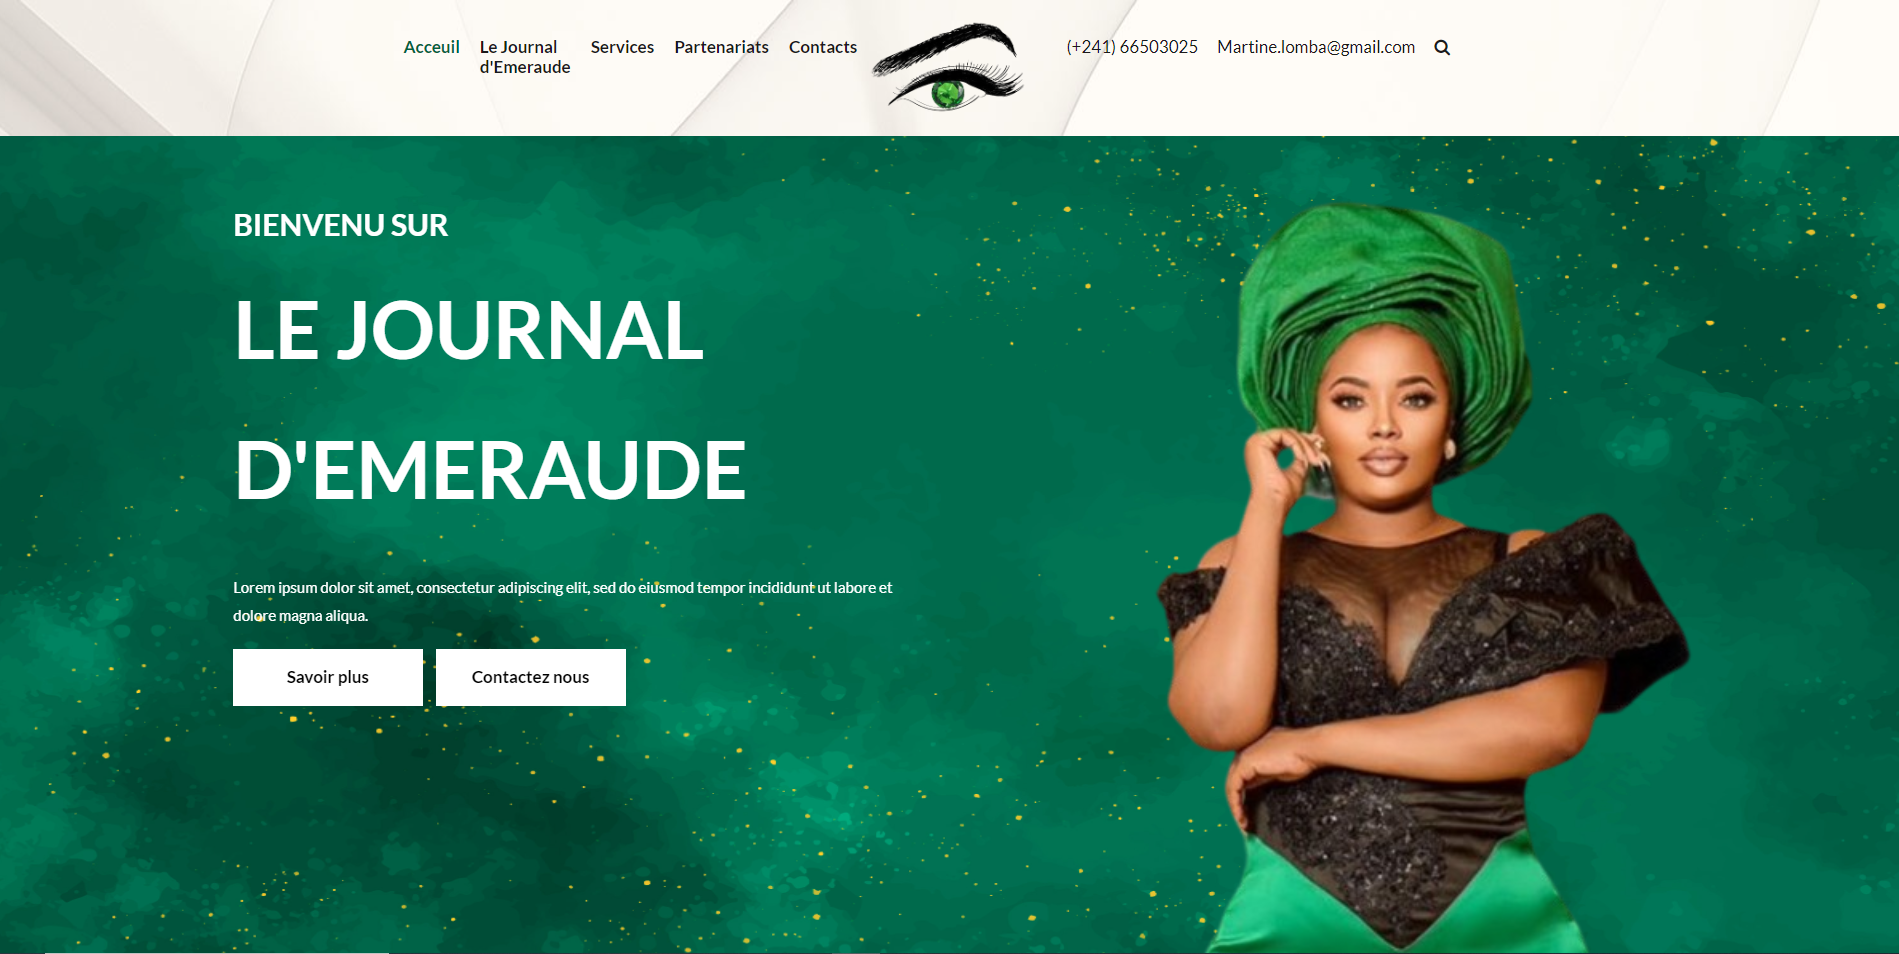 Acceuil
Le Journal
d'Emeraude
Services
Partenariats
Contacts
(+241) 66503025
Martine.lomba@gmail.com
BIENVENU SUR
LE JOURNAL
D'EMERAUDE
Lorem ipsum dolor sit amet, consectetur adipiscing elit, sed do eiusmod tempor incididunt ut labore et
dolore magna aliqua.
Savoir plus
Contactez nous